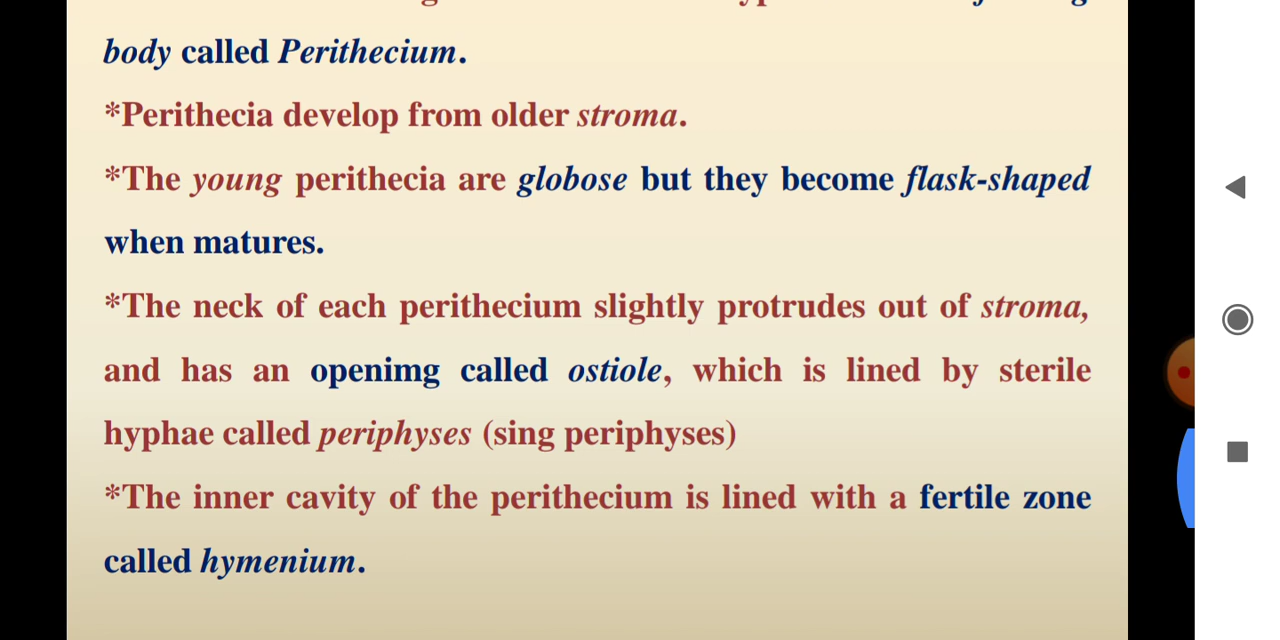 body called Perithecium.
*Perithecia develop from older stroma.
*The young perithecia are globose but they become flask-shaped
when matures.
*The neck of each perithecium slightly protrudes out of stroma,
and has an openimg called ostiole, which is lined by sterile
hyphae called periphyses (sing periphyses)
*The inner cavity of the perithecium is lined with a fertile zone
called hymenium.